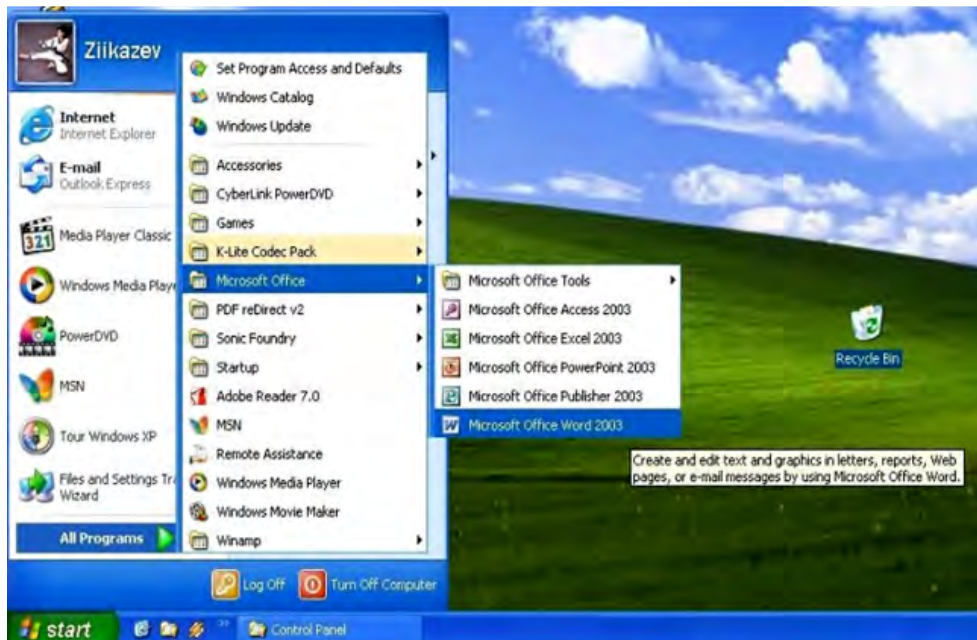 Ziikazev
Internet
Internet Explorer
E-mail
Outlook Express
Media Player Classic
Windows Media Playe
PowerDVD
MSN
Tour Windows XP
Files and Settings Tra
Wizard
All Programs
Set Program Access and Defaults
Windows Catalog
Windows Update
Accessories
CyberLink PowerDVD
Games
K-Lite Codec Pack
Microsoft Office
PDF reDirect v2
Sonic Foundry
Startup
Adobe Reader 7.0
MSN
Remote Assistance
Windows Media Player
Windows Movie Maker
Winamp
Microsoft Office Tools
Microsoft Office Access 2003
Microsoft Office Excel 2003
Microsoft Office PowerPoint 2003
Microsoft Office Publisher 2003
Microsoft Office Word 2003
Create and edit text and graphics in letters, reports, Web
pages, or e-mail messages by using Microsoft Office Word.
Recycle Bin
Log Off
Turn Off Computer
start
Control Panel
321